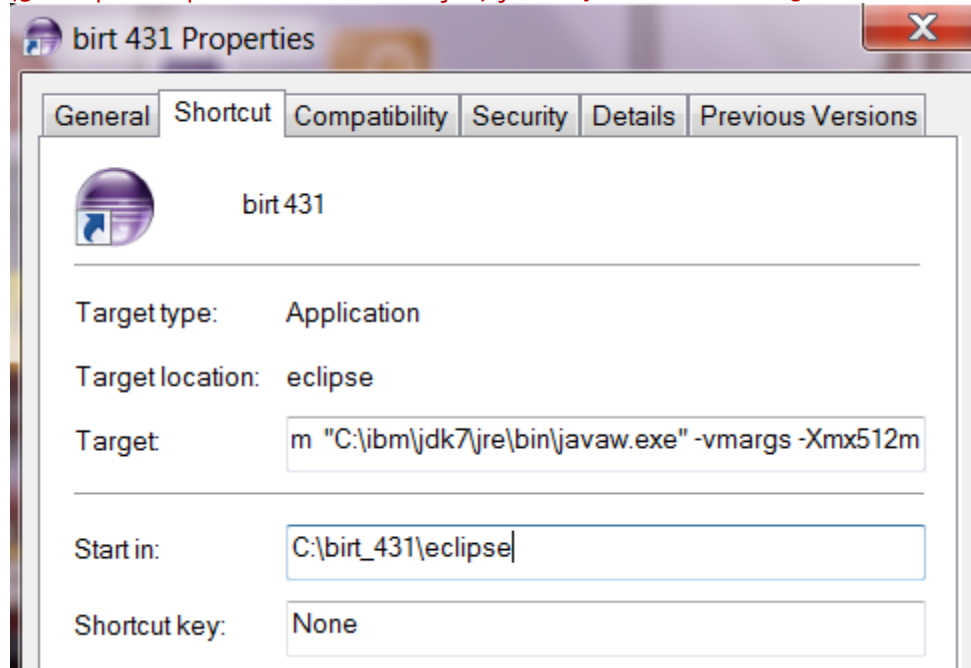 birt 431 Properties
General Shortcut Compatibility Security Details Previous Versions
birt 431
Target type: Application
Target location: eclipse
Target: m "C:\ibm\jdk7\jre\bin\javaw.exe" -vmargs -Xmx512m
Start in: C:\birt_431\eclipse
Shortcut key: None